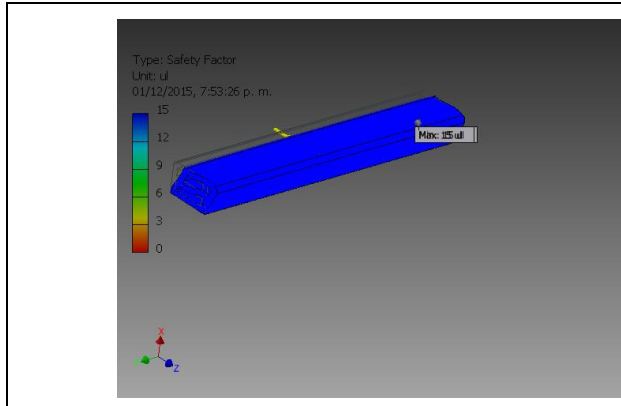 Type: Safety Factor
Unit: ul
01/12/2015, 7:53:26 p. m.
15
12
9
6
3
0
Max: 15 ul
X
Z